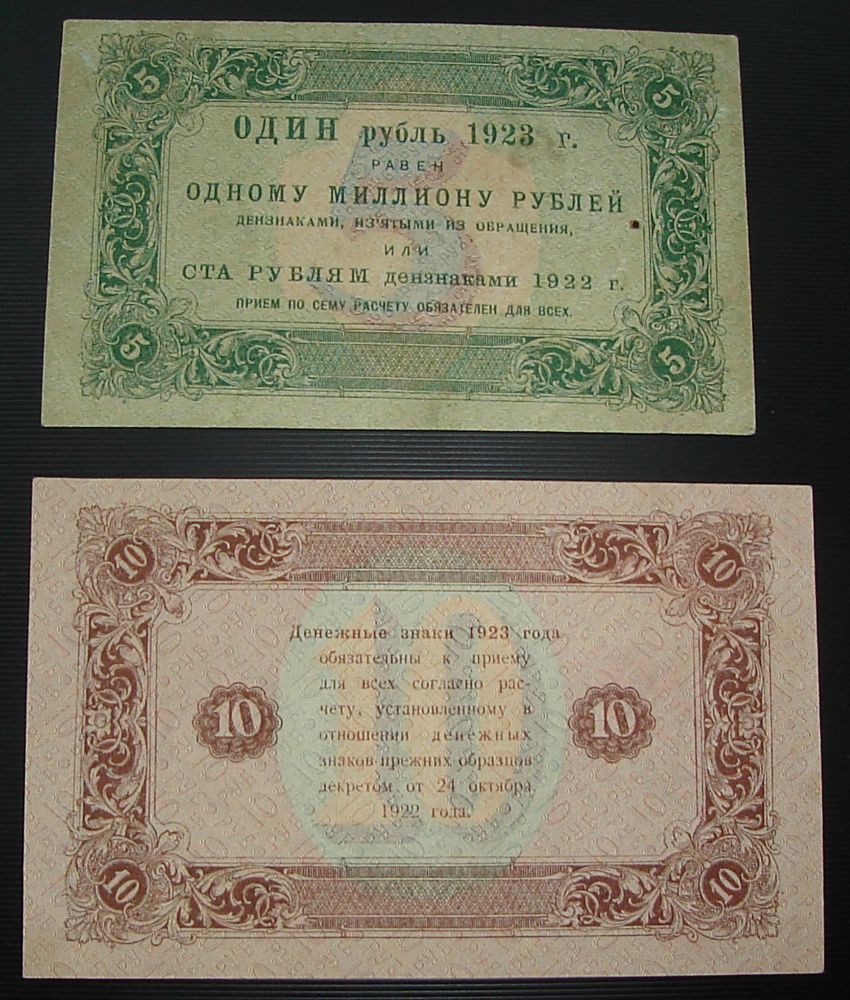 5 5
ОДИН рубль 1923 г.
РАВЕН
ОДНОМУ МИЛЛИОНУ РУБЛЕЙ
ДЕНЗНАКАМИ, ИЗ'ЯТЫМИ ИЗ ОБРАЩЕНИЯ,
ИЛИ
СТА РУБЛЯМ дензнаками 1922 г.
ПРИЕМ ПО СЕМУ РАСЧЕТУ ОБЯЗАТЕЛЕН ДЛЯ ВСЕХ.
5
5 5
10 10
Денежные знаки 1923 года
обязательны к приему
для всех согласно рас-
чету, установленному в
10 10
отношении денежных
знаков прежних образцов
декретом от 24 октября
1922 года.
10
10 10